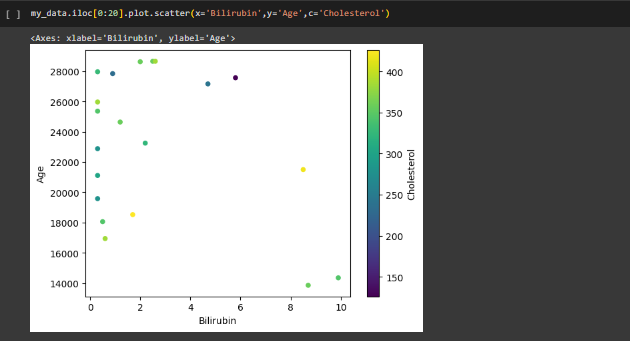 [ ] my_data.iloc[0:20].plot.scatter(x='Bilirubin',y='Age',c='Cholesterol')
<Axes: xlabel='Bilirubin', ylabel='Age'>
28000
26000
24000
22000
20000
18000
16000
14000
Age
0 2 4 6 8 10
Bilirubin
400
350
300
250
200
150
Cholesterol